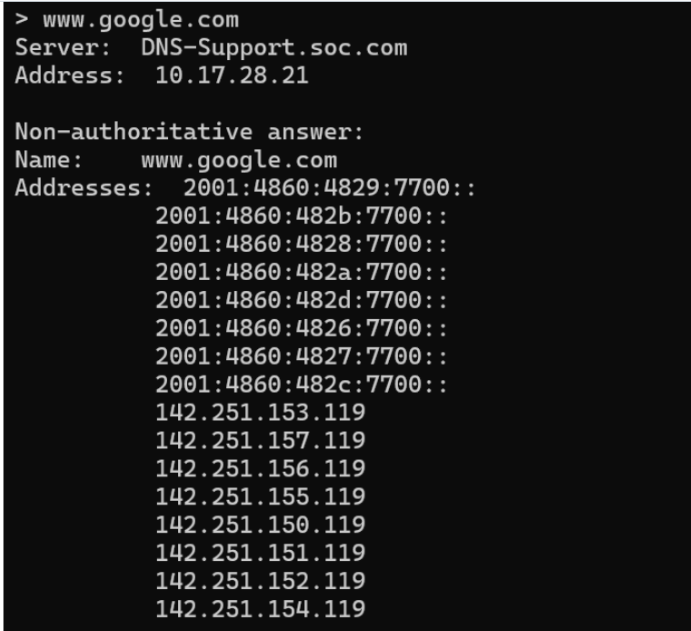 > www.google.com
Server:  DNS-Support.soc.com
Address:  10.17.28.21

Non-authoritative answer:
Name:    www.google.com
Addresses:  2001:4860:4829:7700::
          2001:4860:482b:7700::
          2001:4860:4828:7700::
          2001:4860:482a:7700::
          2001:4860:482d:7700::
          2001:4860:4826:7700::
          2001:4860:4827:7700::
          2001:4860:482c:7700::
          142.251.153.119
          142.251.157.119
          142.251.156.119
          142.251.155.119
          142.251.150.119
          142.251.151.119
          142.251.152.119
          142.251.154.119